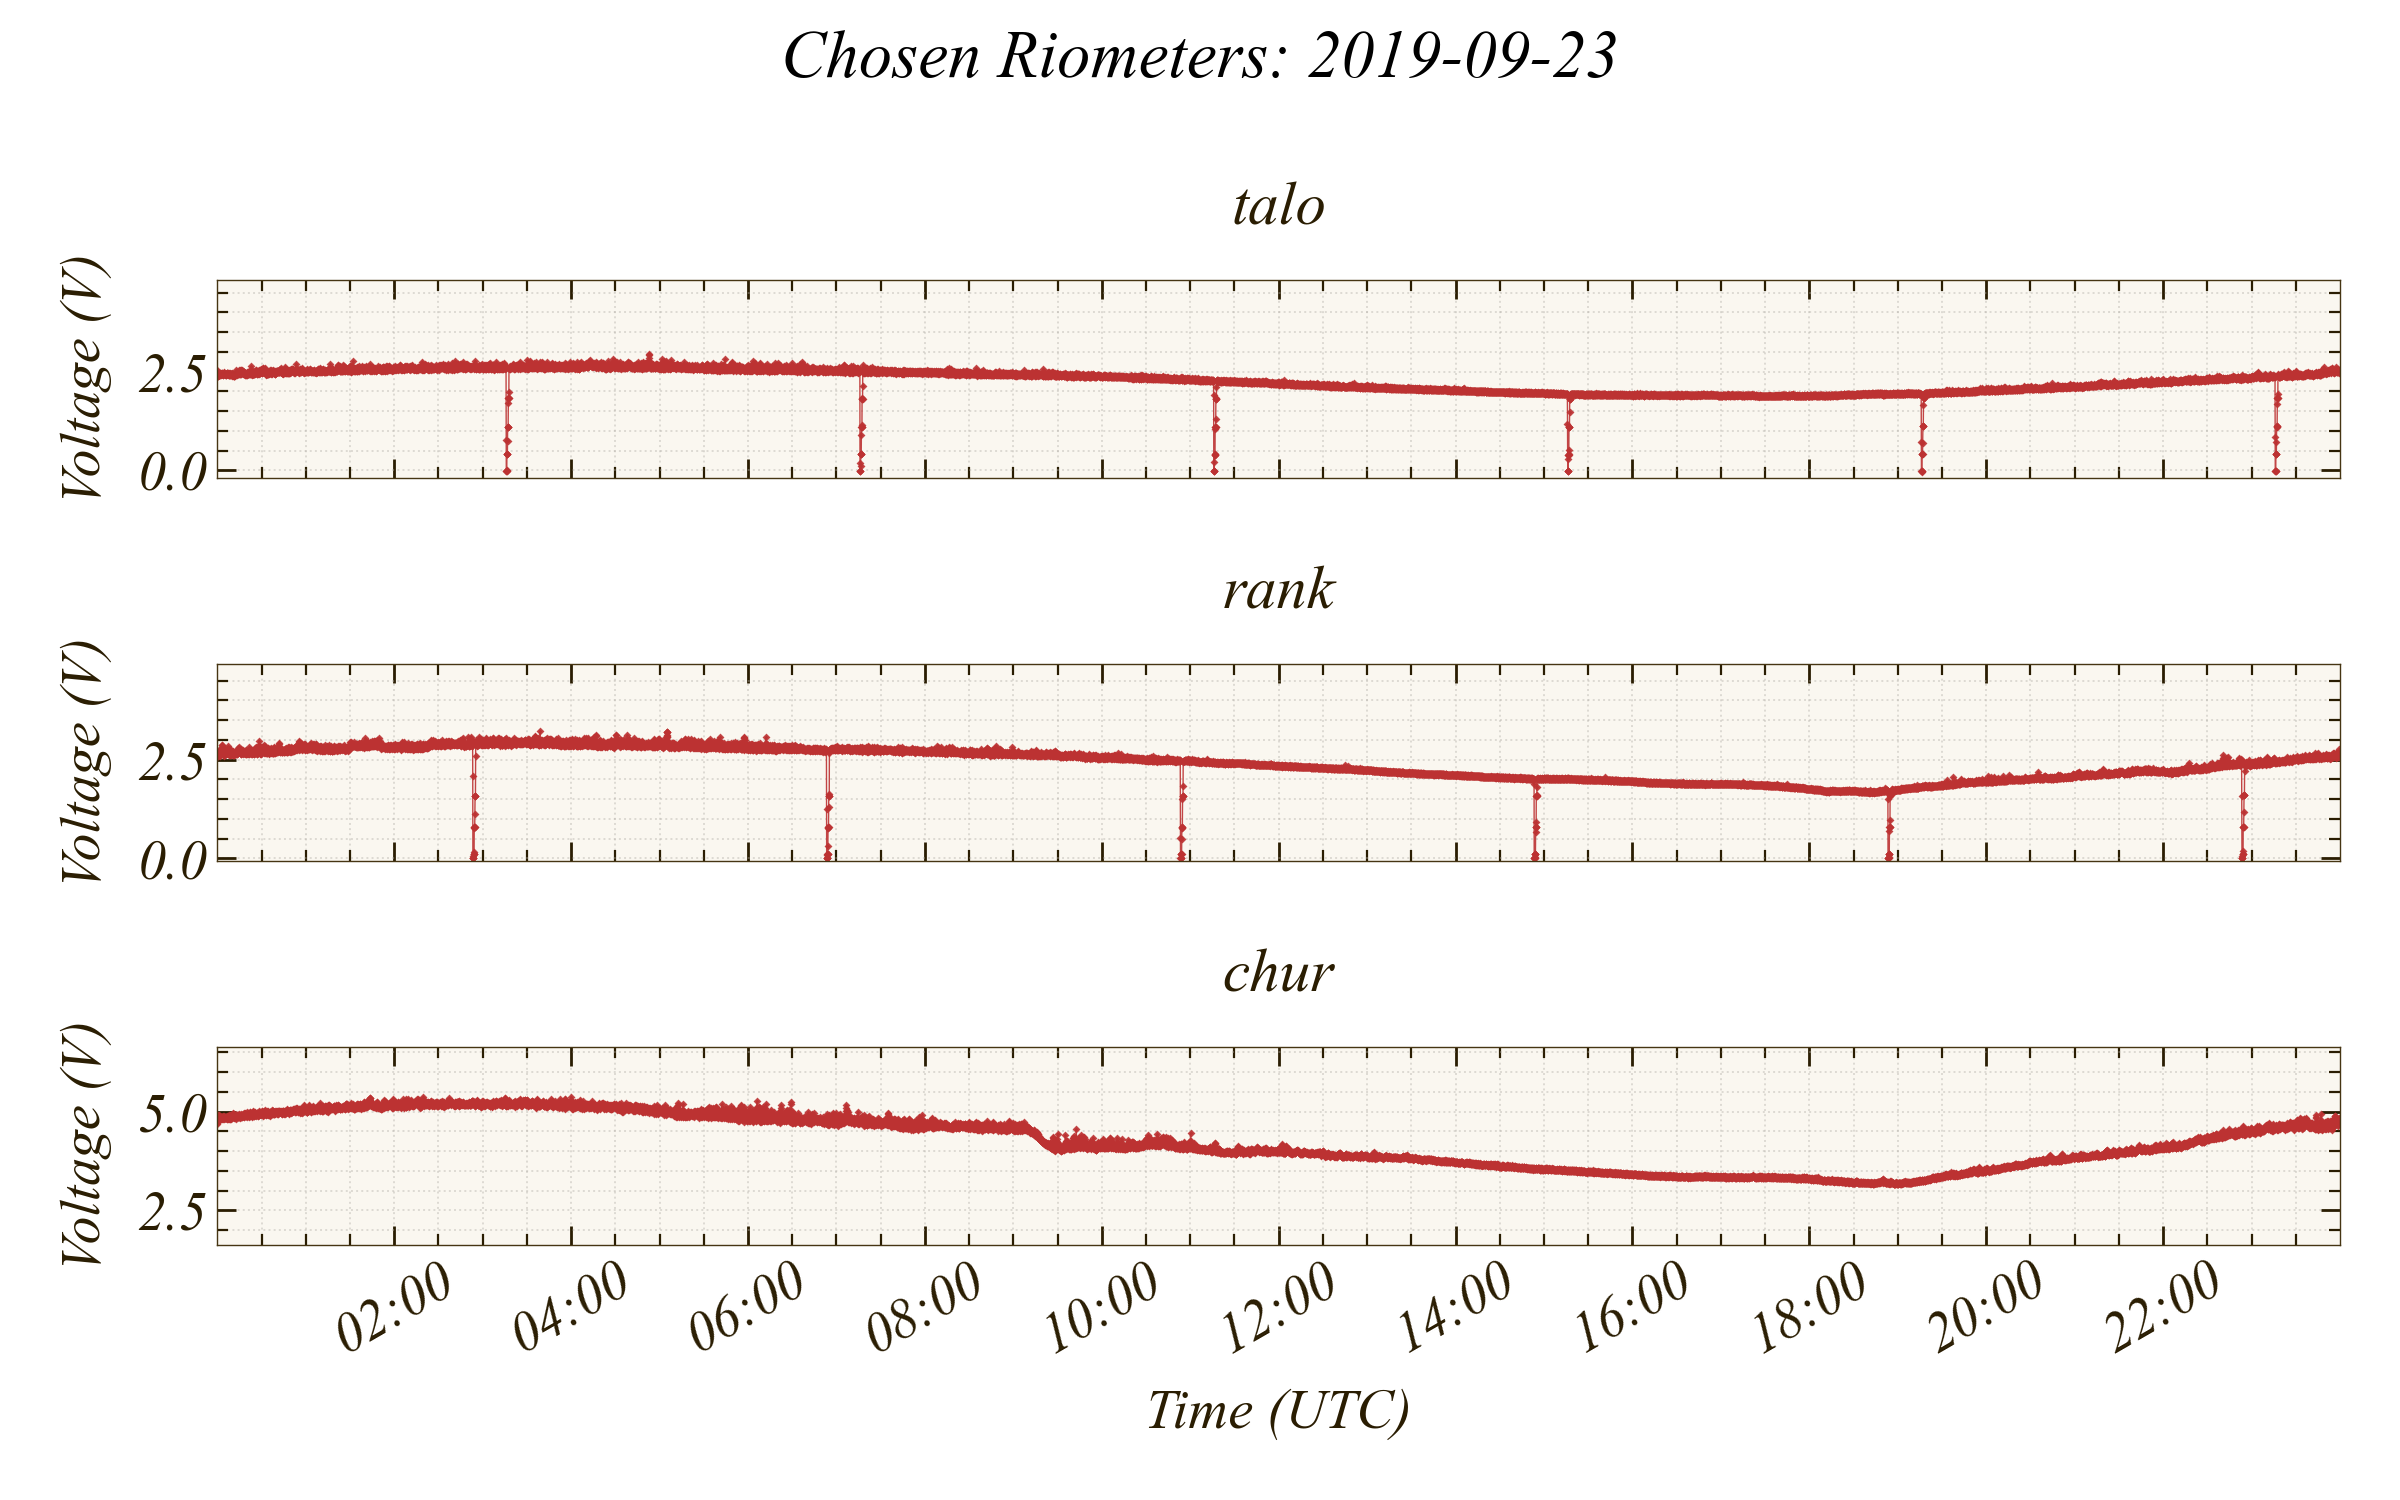 Chosen Riometers: 2019-09-23
talo
Voltage (V)
2.5
0.0
rank
Voltage (V)
2.5
0.0
chur
Voltage (V)
5.0
2.5
02:00 04:00 06:00 08:00 10:00 12:00 14:00 16:00 18:00 20:00 22:00
Time (UTC)